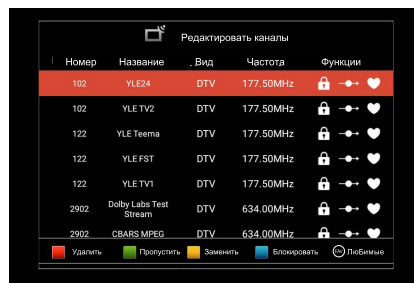 Редактировать каналы
Номер Название Вид Частота Функции
102 YLE24 DTV 177.50MHz
102 YLE TV2 DTV 177.50MHz
122 YLE Teema DTV 177.50MHz
122 YLE FST DTV 177.50MHz
122 YLE TV1 DTV 177.50MHz
2902 Dolby Labs Test Stream DTV 634.00MHz
2902 CBARS MPEG DTV 634.00MHz
Удалить Пропустить Заменить Блокировать ЛюБимые